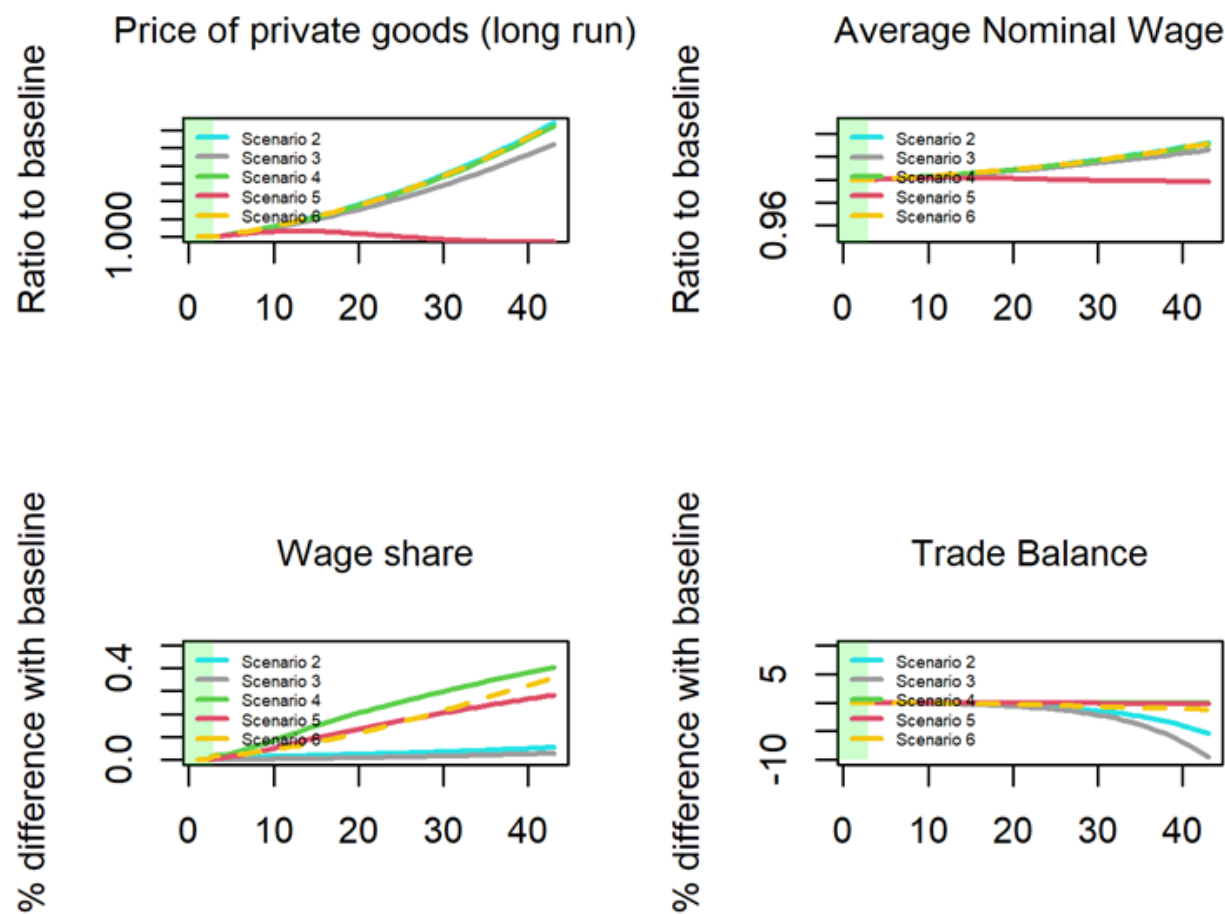 Price of private goods (long run)
Ratio to baseline
1.000
Scenario 2
Scenario 3
Scenario 4
Scenario 5
Scenario 6
0 10 20 30 40
Average Nominal Wage
Ratio to baseline
0.96
Scenario 2
Scenario 3
Scenario 4
Scenario 5
Scenario 6
0 10 20 30 40
Wage share
% difference with baseline
0.4
0.0
Scenario 2
Scenario 3
Scenario 4
Scenario 5
Scenario 6
0 10 20 30 40
Trade Balance
% difference with baseline
5
-10
Scenario 2
Scenario 3
Scenario 4
Scenario 5
Scenario 6
0 10 20 30 40